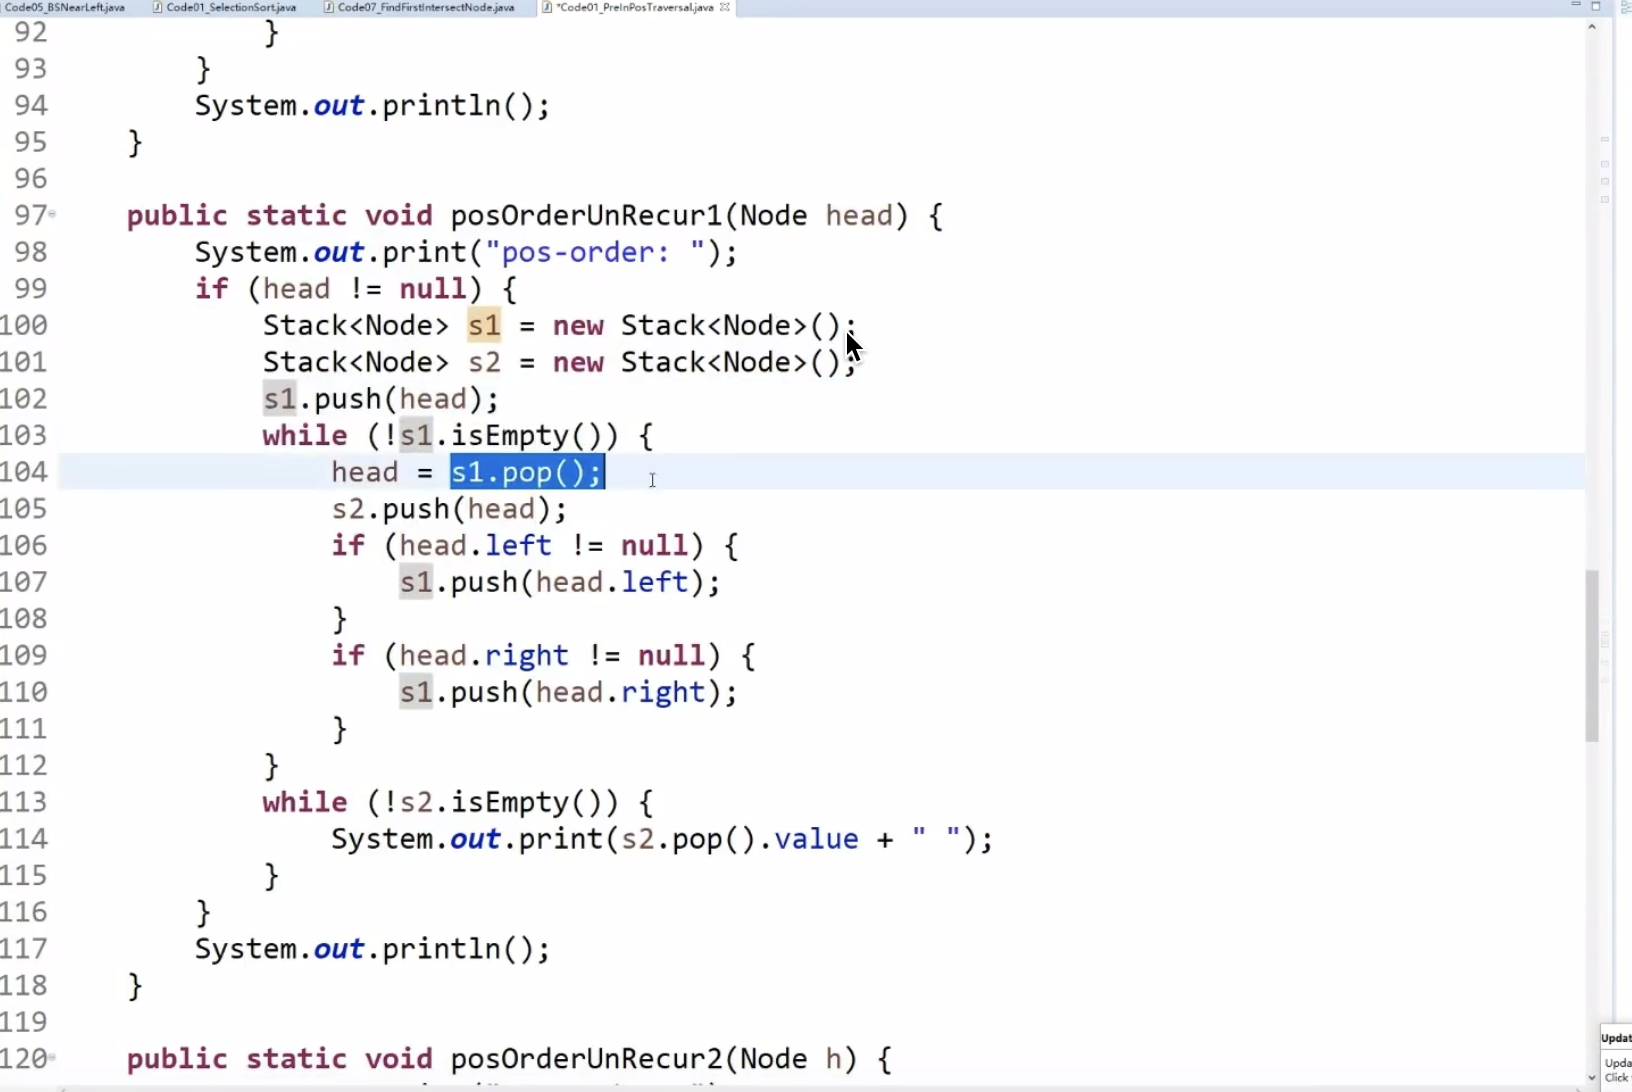 Code05_BSNearLeft.java Code01_SelectionSort.java Code07_FindFirstIntersectNode.java *Code01_PreInPosTraversal.java
92             }
93         }
94         System.out.println();
95     }
96
97     public static void posOrderUnRecur1(Node head) {
98         System.out.print("pos-order: ");
99         if (head != null) {
100             Stack<Node> s1 = new Stack<Node>();
101             Stack<Node> s2 = new Stack<Node>();
102             s1.push(head);
103             while (!s1.isEmpty()) {
104                 head = s1.pop();
105                 s2.push(head);
106                 if (head.left != null) {
107                     s1.push(head.left);
108                 }
109                 if (head.right != null) {
110                     s1.push(head.right);
111                 }
112             }
113             while (!s2.isEmpty()) {
114                 System.out.print(s2.pop().value + " ");
115             }
116         }
117         System.out.println();
118     }
119
120     public static void posOrderUnRecur2(Node h) {
Updat
Upda
Click